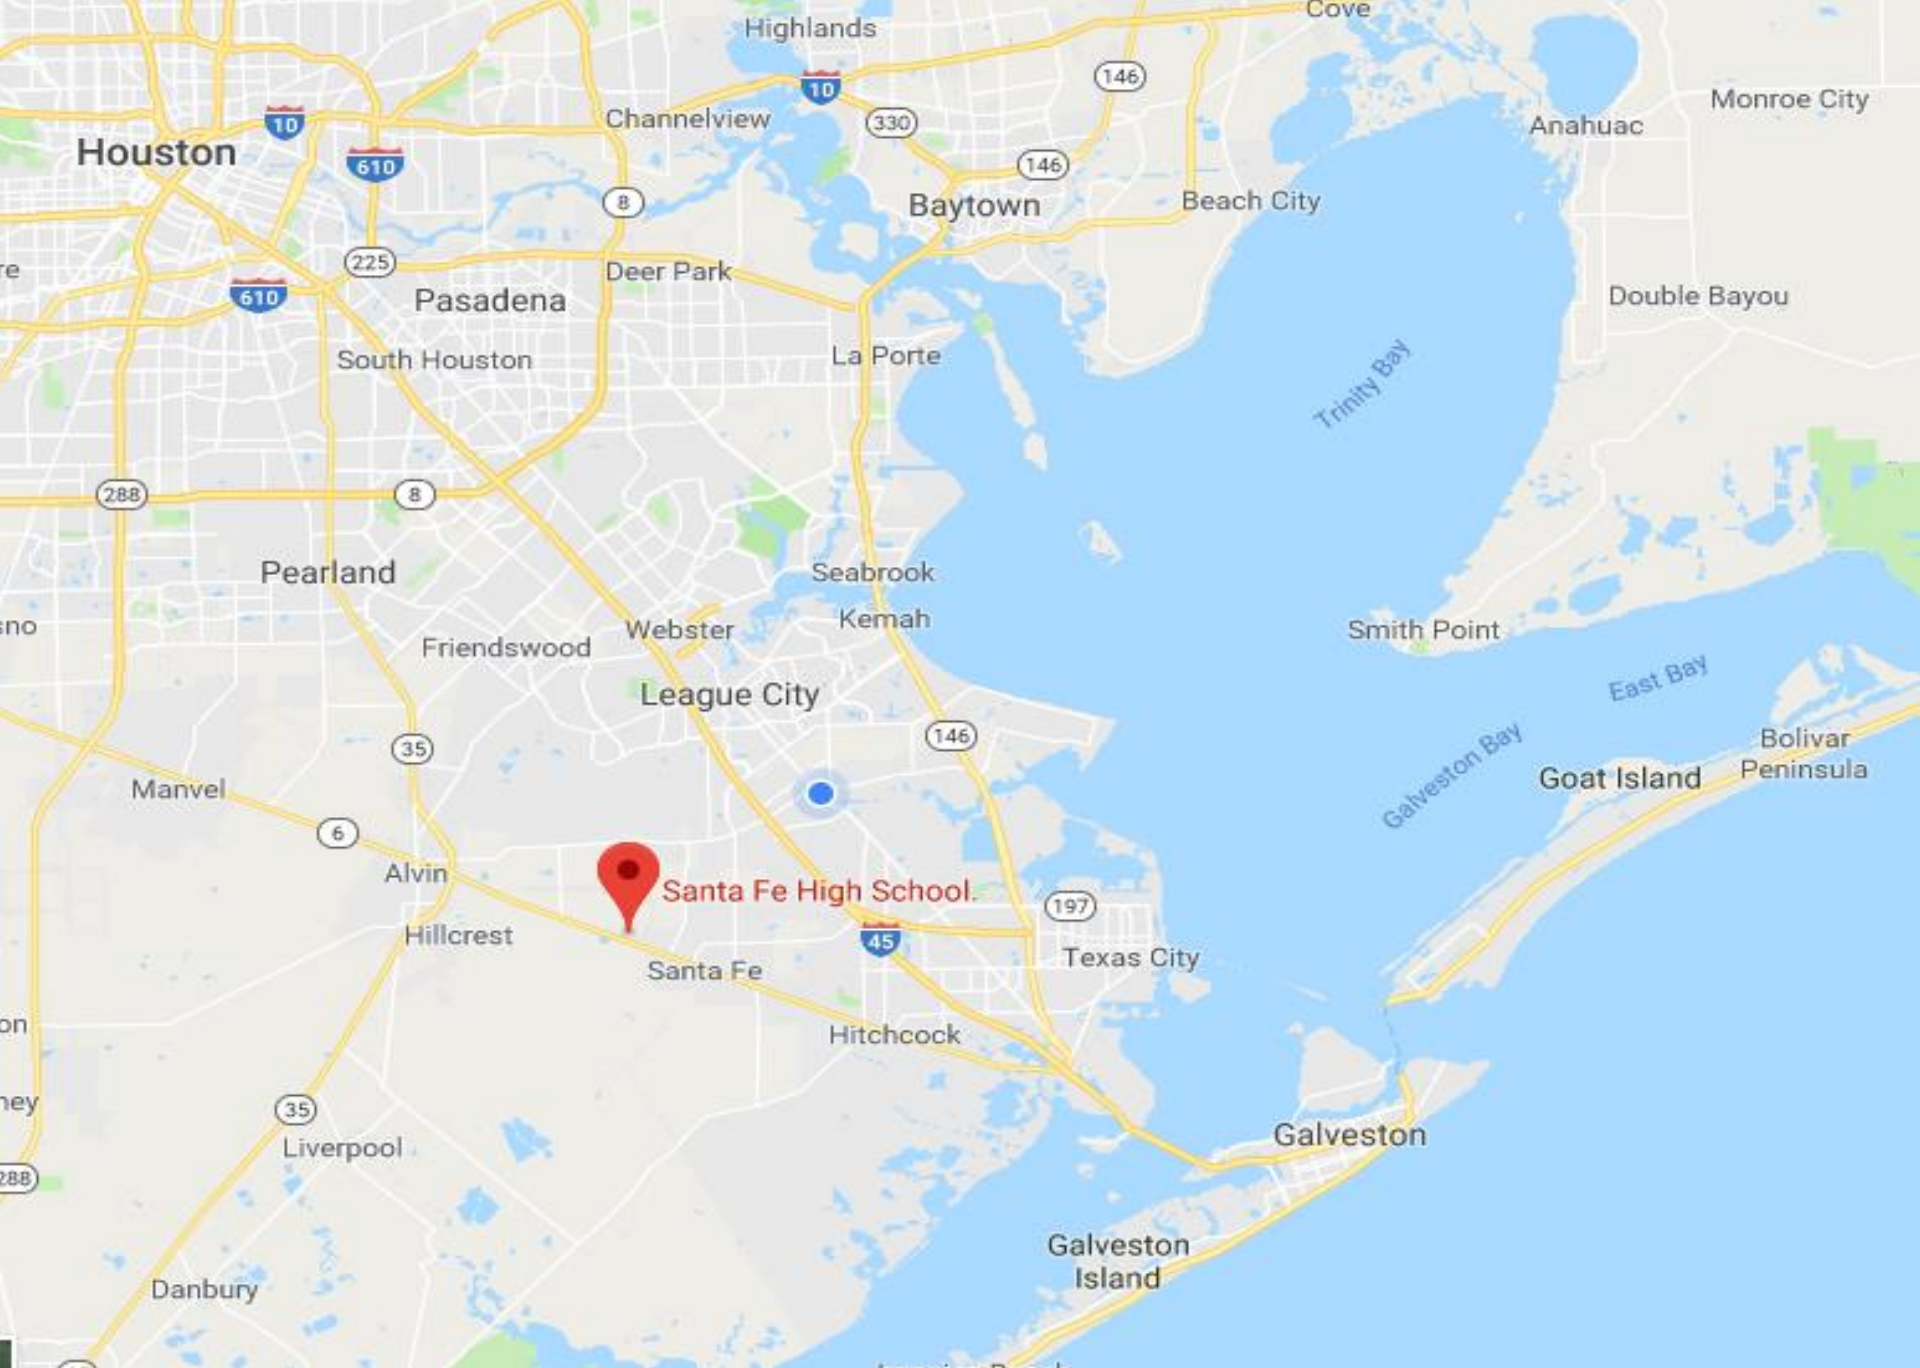 Cove
Highlands
146
10
Monroe City
Channelview
330
10
Anahuac
Houston
610
146
8
Baytown
Beach City
225
Deer Park
610
Pasadena
Double Bayou
La Porte
South Houston
Trinity Bay
288
8
Pearland
Seabrook
Kemah
Webster
Smith Point
Friendswood
East Bay
League City
146
35
Bolivar
Peninsula
Galveston Bay
Goat Island
Manvel
6
Alvin
Santa Fe High School.
197
Hillcrest
45
Texas City
Santa Fe
Hitchcock
35
Galveston
Liverpool
288
Galveston
Island
Danbury